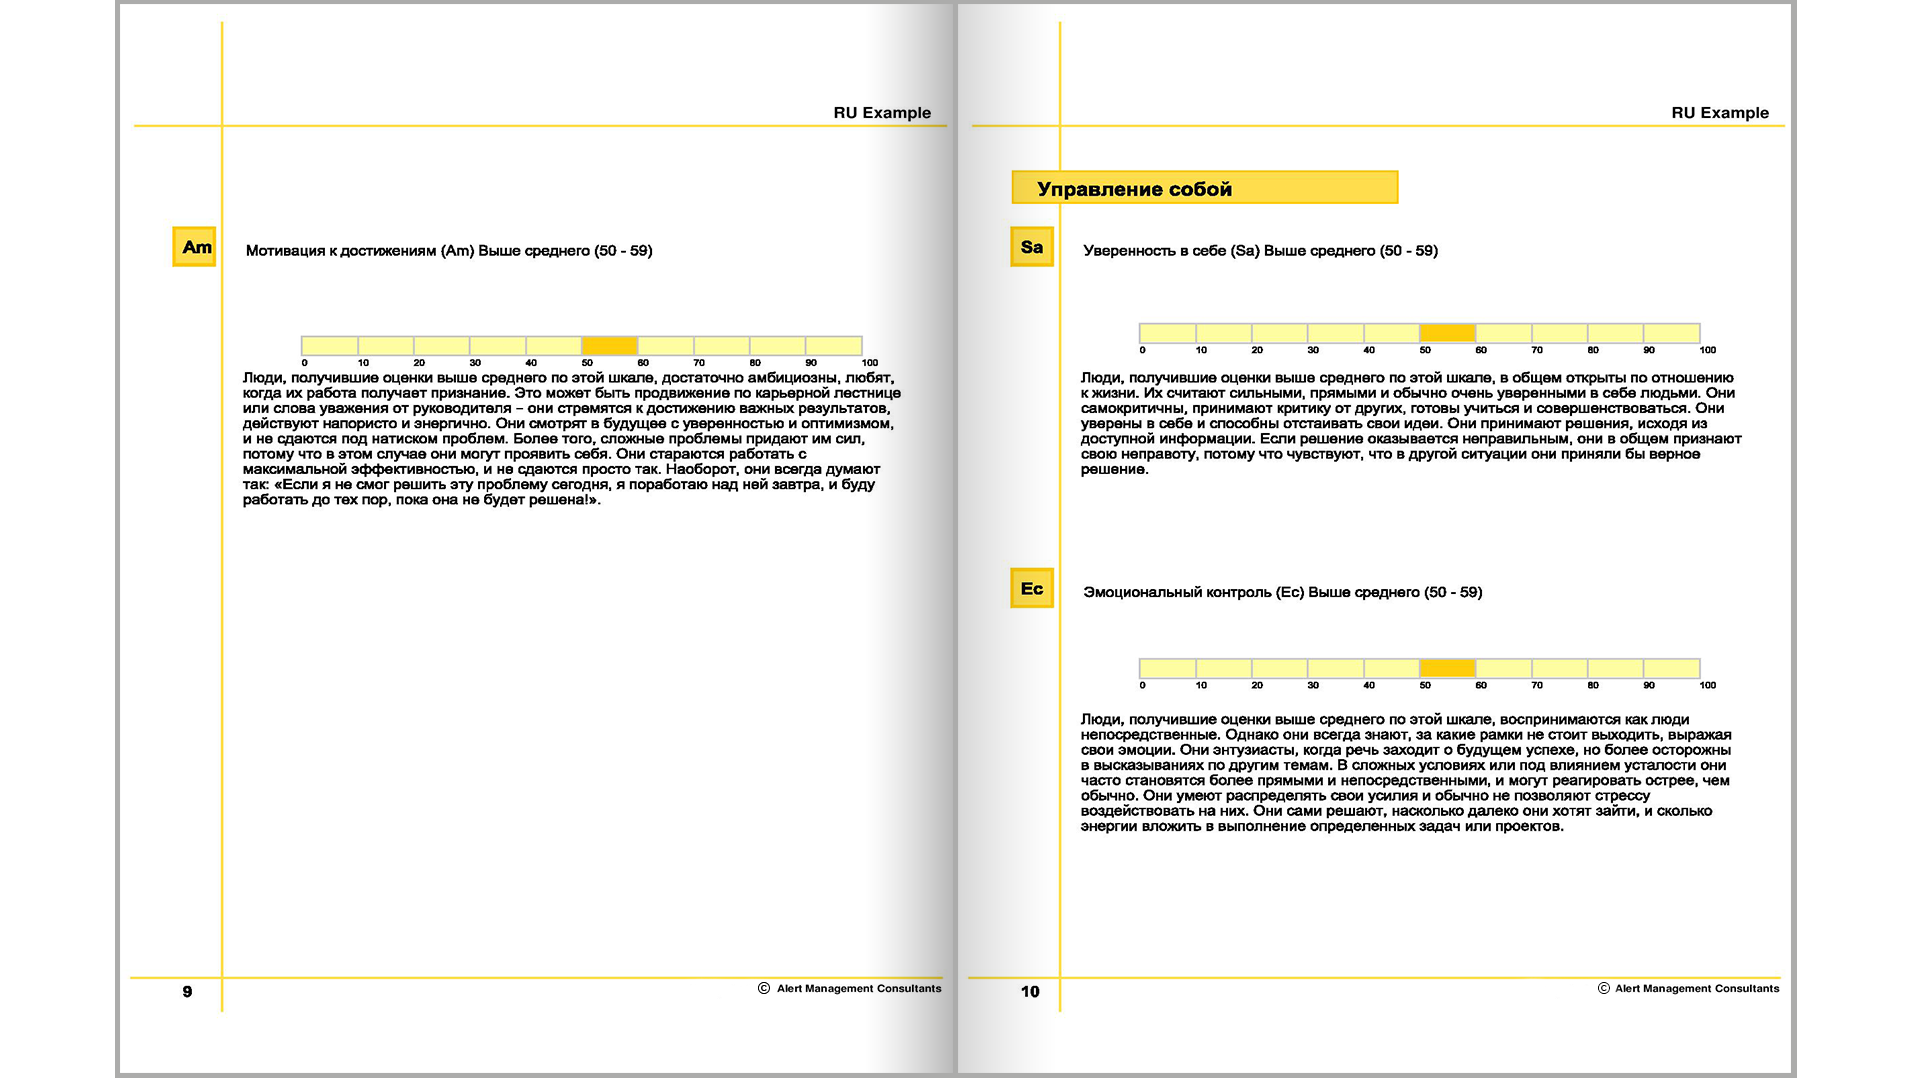 RU Example
Am
Мотивация к достижениям (Am) Выше среднего (50 - 59)
0 10 20 30 40 50 60 70 80 90 100
Люди, получившие оценки выше среднего по этой шкале, достаточно амбициозны, любят,
когда их работа получает признание. Это может быть продвижение по карьерной лестнице
или слова уважения от руководителя – они стремятся к достижению важных результатов,
действуют напористо и энергично. Они смотрят в будущее с уверенностью и оптимизмом,
и не сдаются под натиском проблем. Более того, сложные проблемы придают им сил,
потому что в этом случае они могут проявить себя. Они стараются работать с
максимальной эффективностью, и не сдаются просто так. Наоборот, они всегда думают
так: «Если я не смог решить эту проблему сегодня, я поработаю над ней завтра, и буду
работать до тех пор, пока она не будет решена!».
9
© Alert Management Consultants
RU Example
Управление собой
Sa
Уверенность в себе (Sa) Выше среднего (50 - 59)
0 10 20 30 40 50 60 70 80 90 100
Люди, получившие оценки выше среднего по этой шкале, в общем открыты по отношению
к жизни. Их считают сильными, прямыми и обычно очень уверенными в себе людьми. Они
самокритичны, принимают критику от других, готовы учиться и совершенствоваться. Они
уверены в себе и способны отстаивать свои идеи. Они принимают решения, исходя из
доступной информации. Если решение оказывается неправильным, они в общем признают
свою неправоту, потому что чувствуют, что в другой ситуации они приняли бы верное
решение.
Ec
Эмоциональный контроль (Ec) Выше среднего (50 - 59)
0 10 20 30 40 50 60 70 80 90 100
Люди, получившие оценки выше среднего по этой шкале, воспринимаются как люди
непосредственные. Однако они всегда знают, за какие рамки не стоит выходить, выражая
свои эмоции. Они энтузиасты, когда речь заходит о будущем успехе, но более осторожны
в высказываниях по другим темам. В сложных условиях или под влиянием усталости они
часто становятся более прямыми и непосредственными, и могут реагировать острее, чем
обычно. Они умеют распределять свои усилия и обычно не позволяют стрессу
воздействовать на них. Они сами решают, насколько далеко они хотят зайти, и сколько
энергии вложить в выполнение определенных задач или проектов.
10
© Alert Management Consultants